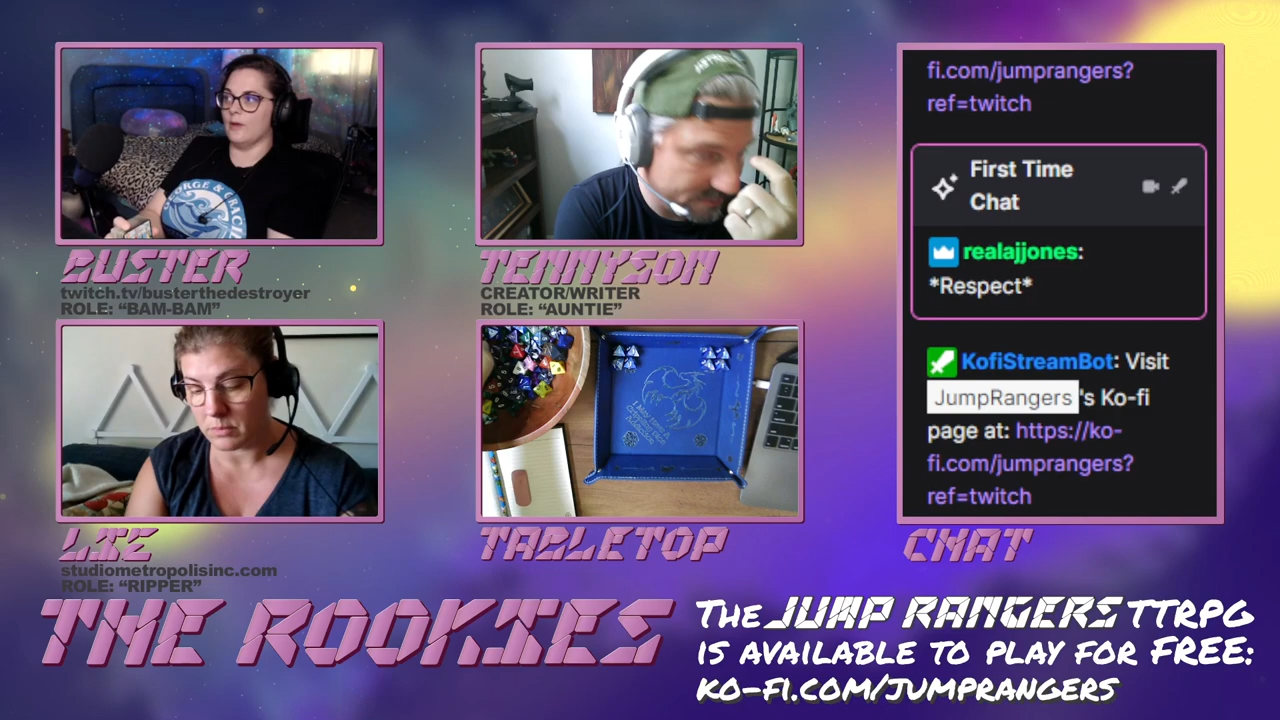 BUSTER
twitch.tv/busterthedestroyer
ROLE: “BAM-BAM”
TENNYSON
CREATOR/WRITER
ROLE: “AUNTIE”
LIZ
studiometropolisinc.com
ROLE: “RIPPER”
TABLETOP
fi.com/jumprangers?
ref=twitch
First Time
Chat
realajjones:
*Respect*
KofiStreamBot: Visit
JumpRangers's Ko-fi
page at: https://ko-
fi.com/jumprangers?
ref=twitch
CHAT
THE ROOKIES
THE JUMP RANGERS TTRPG
IS AVAILABLE TO PLAY FOR FREE:
KO-FI.COM/JUMPRANGERS